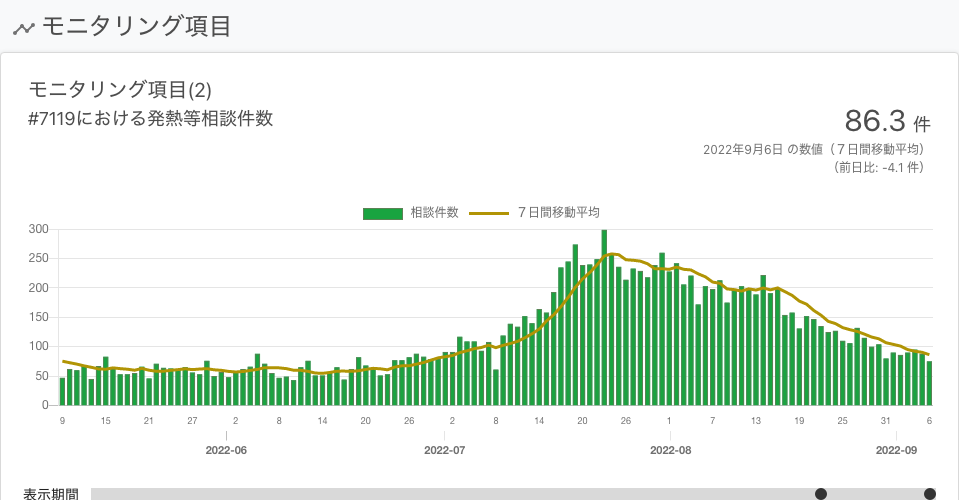 モニタリング項目
モニタリング項目(2)
#7119における発熱等相談件数
86.3 件
2022年9月6日 の数値（７日間移動平均）
（前日比: -4.1 件）
相談件数 ７日間移動平均
300
250
200
150
100
50
0
9 15 21 27 2 8 14 20 26 2 8 14 20 26 1 7 13 19 25 31 6
2022-06 2022-07 2022-08 2022-09
表示期間